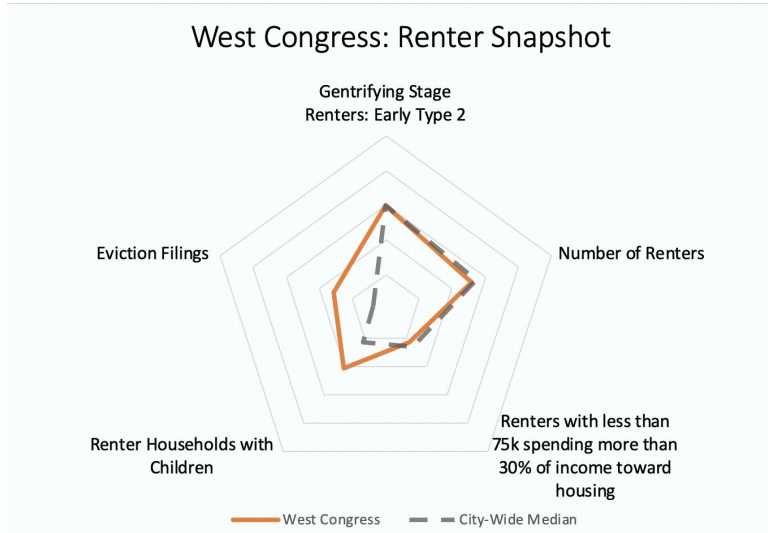 West Congress: Renter Snapshot
Gentrifying Stage
Renters: Early Type 2
Eviction Filings
Number of Renters
Renter Households with
Children
Renters with less than
75k spending more than
30% of income toward
housing
West Congress
City-Wide Median